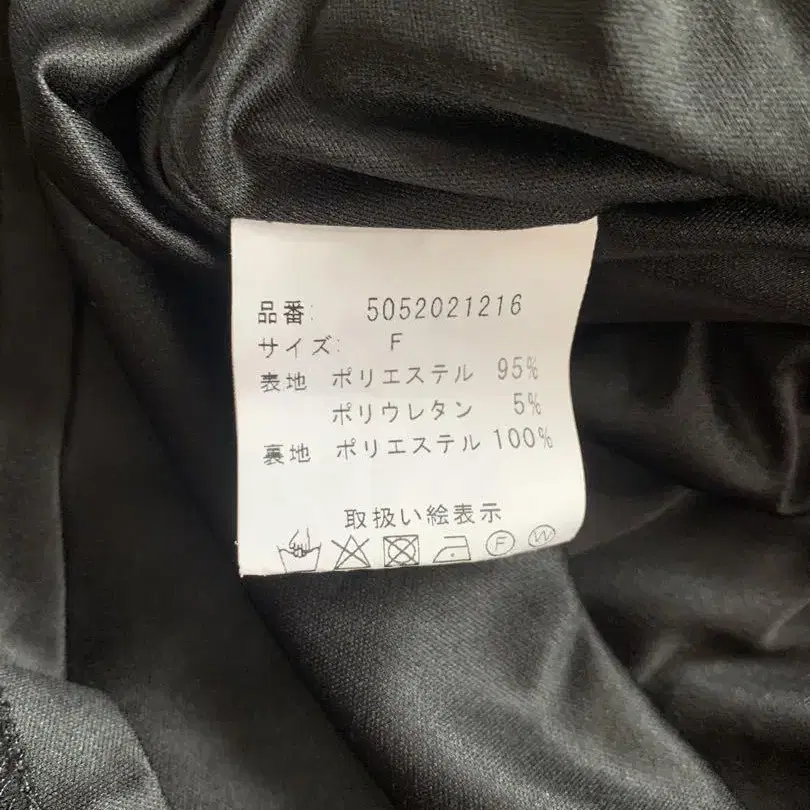 品番: 5052021216
サイズ: F
表地 ポリエステル 95%
ポリウレタン 5%
裏地 ポリエステル 100%
取扱い絵表示
F W